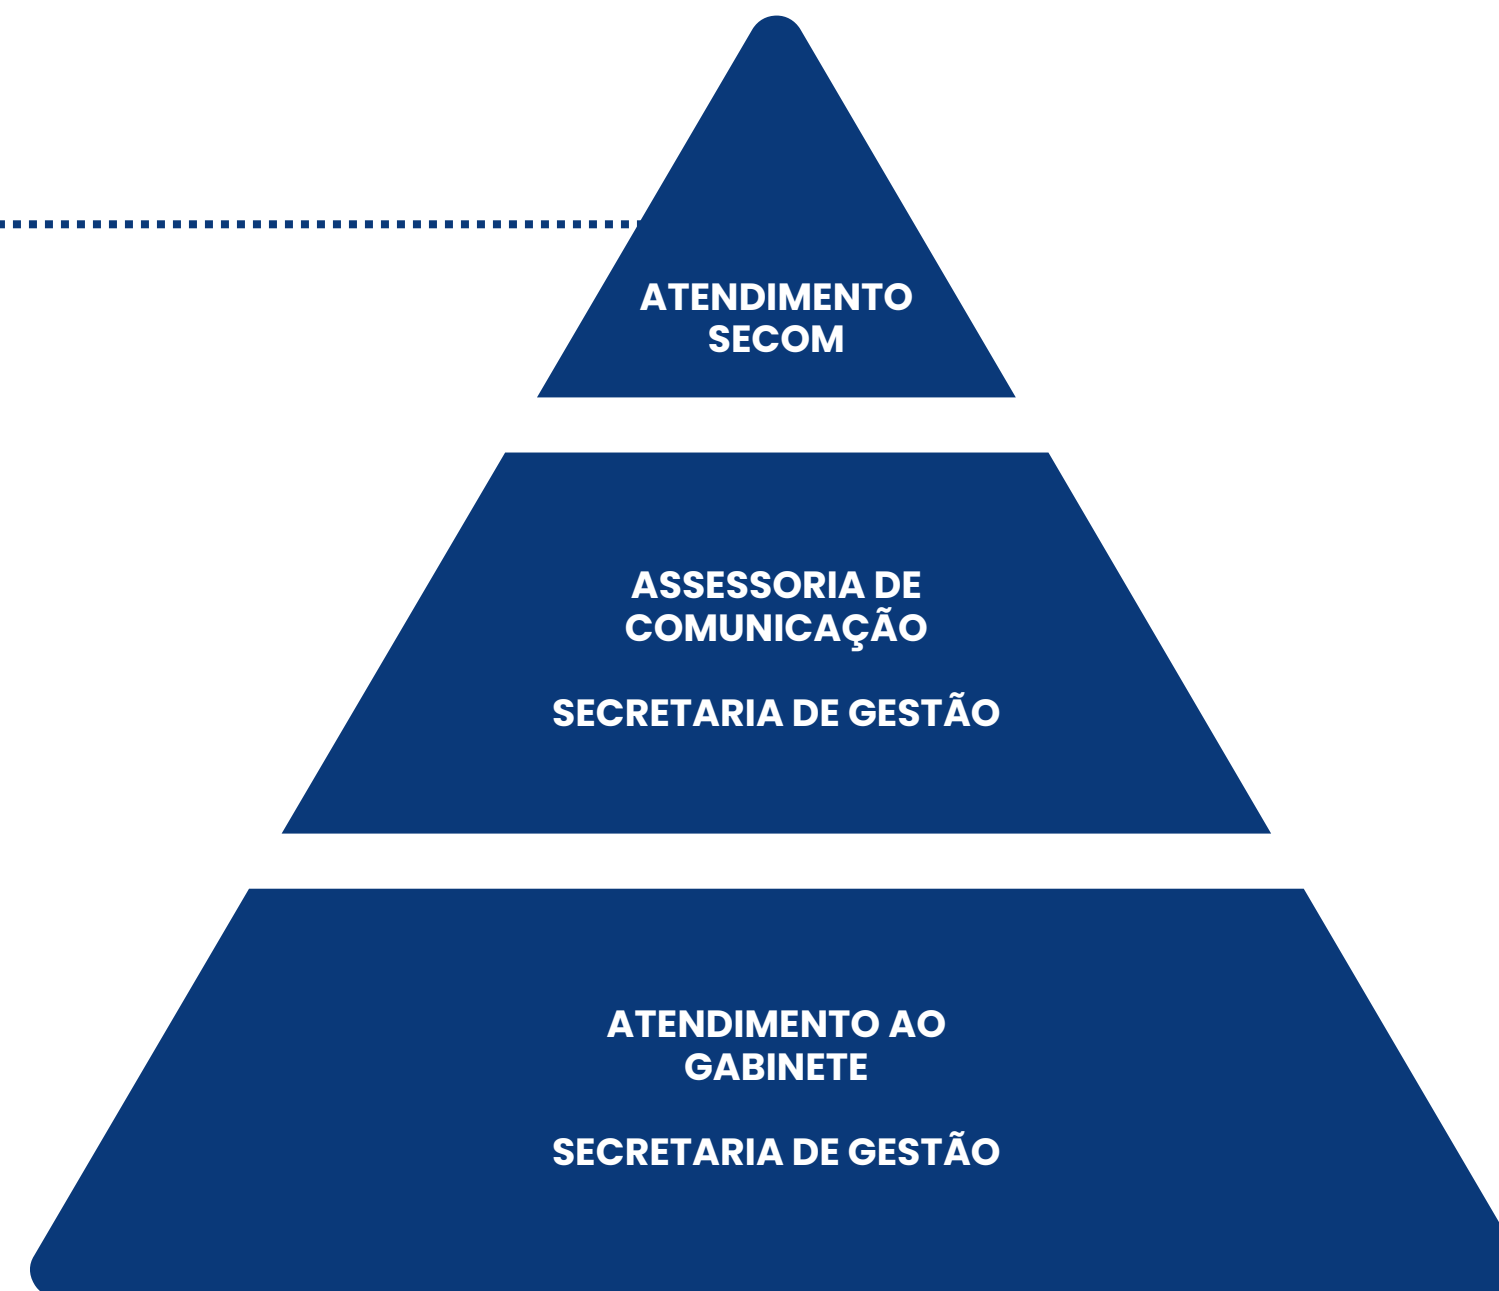 ATENDIMENTO
SECOM
ASSESSORIA DE
COMUNICAÇÃO
SECRETARIA DE GESTÃO
ATENDIMENTO AO
GABINETE
SECRETARIA DE GESTÃO